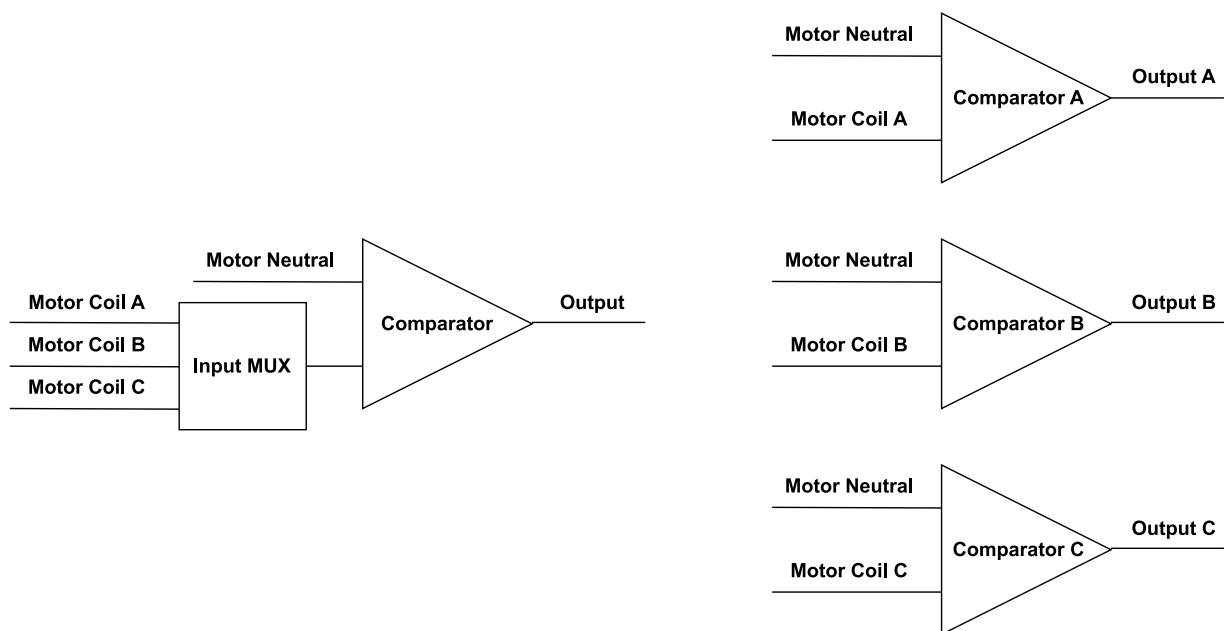 Motor Neutral
Motor Coil A
Motor Coil B
Motor Coil C
Input MUX
Comparator
Output
Motor Neutral
Motor Coil A
Comparator A
Output A
Motor Neutral
Motor Coil B
Comparator B
Output B
Motor Neutral
Motor Coil C
Comparator C
Output C